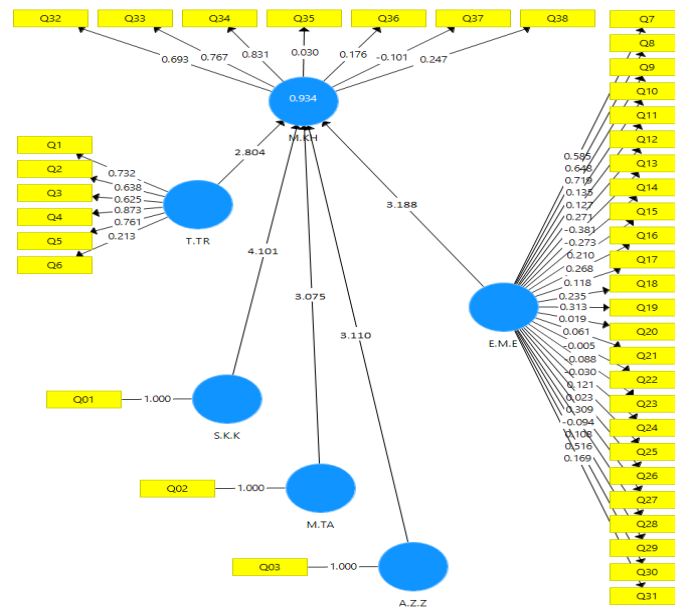 Q32
Q33
Q34
Q35
Q36
Q37
Q38
0.693
0.767
0.831
0.030
0.176
-0.101
0.247
0.934
M.KH
Q1
Q2
Q3
Q4
Q5
Q6
0.732
0.638
0.625
0.873
0.761
0.213
T.TR
2.804
4.101
3.075
3.110
3.188
Q01
1.000
S.K.K
Q02
1.000
M.TA
Q03
1.000
A.Z.Z
E.M.E
0.585
0.648
0.719
0.135
0.127
0.271
-0.381
-0.273
0.210
0.268
0.118
0.235
0.313
0.019
0.061
-0.005
-0.088
-0.030
0.121
0.023
0.309
-0.094
0.108
0.516
0.169
Q7
Q8
Q9
Q10
Q11
Q12
Q13
Q14
Q15
Q16
Q17
Q18
Q19
Q20
Q21
Q22
Q23
Q24
Q25
Q26
Q27
Q28
Q29
Q30
Q31